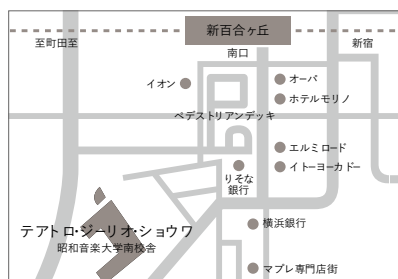 新百合ヶ丘
至町田至
新宿
南口
イオン
オーパ
ホテルモリノ
ペデストリアンデッキ
エルミロード
りそな
銀行
イトーヨーカドー
テアトロ・ジーリオ・ショウワ
昭和音楽大学南校舎
横浜銀行
マプレ専門店街